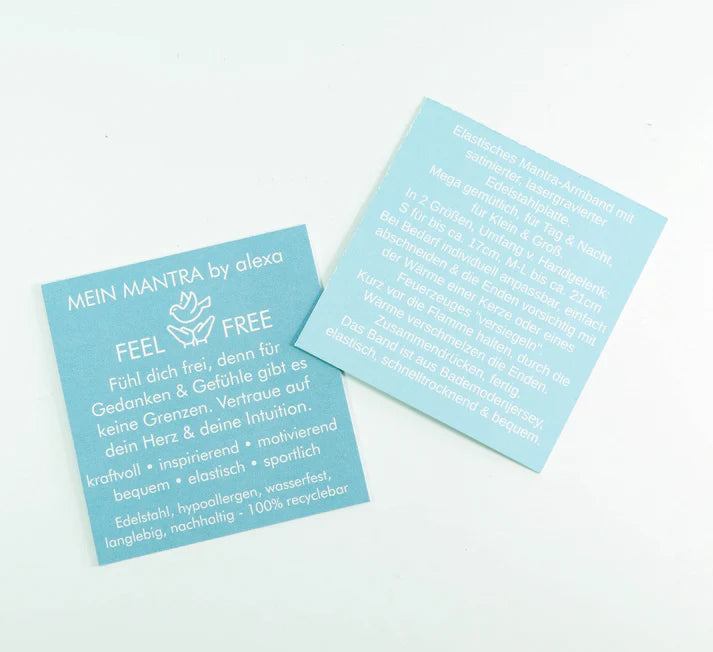 MEIN MANTRA by alexa
FEEL FREE
Fühl dich frei, denn für
Gedanken & Gefühle gibt es
keine Grenzen. Vertraue auf
dein Herz & deine Intuition.
kraftvoll • inspirierend • motivierend
bequem • elastisch • sportlich
Edelstahl, hypoallergen, wasserfest,
langlebig, nachhaltig - 100% recyclebar
Elastisches Mantra-Armband mit
satinierter, lasergravierter
Edelstahlplatte.
Mega gemütlich, für Tag & Nacht,
für Klein & Groß.
In 2 Größen, Umfang v. Handgelenk:
S für bis ca. 17cm, M-L bis ca. 21cm
Bei Bedarf individuell anpassbar, einfach
abschneiden & die Enden vorsichtig mit
der Wärme einer Kerze oder eines
Feuerzeuges "versiegeln".
Kurz vor die Flamme halten, durch die
Wärme verschmelzen die Enden,
zusammendrücken, fertig.
Das Band ist aus Bademodenjersey,
elastisch, schnelltrocknend & bequem.